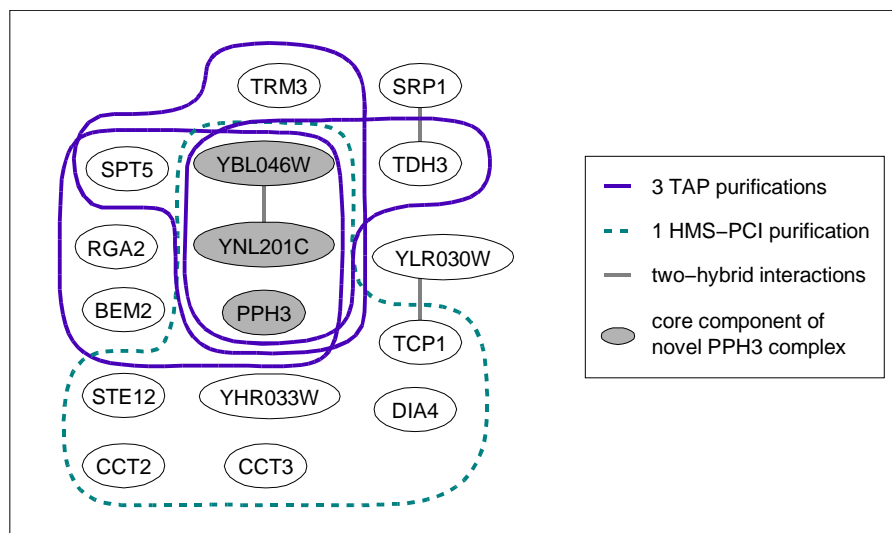 TRM3
SRP1
SPT5
YBL046W
TDH3
RGA2
YNL201C
YLR030W
BEM2
PPH3
TCP1
STE12
YHR033W
DIA4
CCT2
CCT3
3 TAP purifications
1 HMS−PCI purification
two−hybrid interactions
core component of
novel PPH3 complex